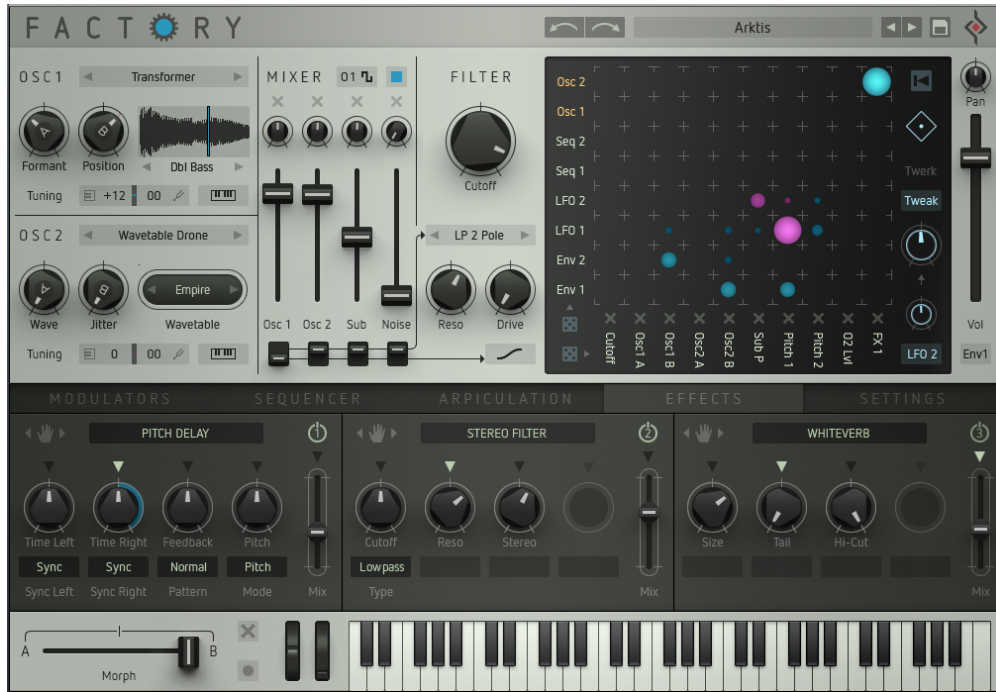 FACTORY
Arktis
OSC1
Transformer
MIXER
01
FILTER
A
B
Formant
Position
Dbl Bass
Tuning
+12
00
Cutoff
OSC2
Wavetable Drone
LP 2 Pole
A
B
Empire
Wave
Jitter
Wavetable
Tuning
0
00
Osc 1
Osc 2
Sub
Noise
Reso
Drive
Osc 2
Osc 1
Seq 2
Seq 1
LFO 2
LFO 1
Env 2
Env 1
Cutoff
Osc1 A
Osc1 B
Osc2 A
Osc2 B
Sub P
Pitch 1
Pitch 2
O2 Lvl
FX 1
Twerk
Tweak
LFO 2
Pan
Vol
Env1
MODULATORS
SEQUENCER
ARPICULATION
EFFECTS
SETTINGS
PITCH DELAY
1
Time Left
Time Right
Feedback
Pitch
Sync
Sync
Normal
Pitch
Sync Left
Sync Right
Pattern
Mode
Mix
STEREO FILTER
2
Cutoff
Reso
Stereo
Lowpass
Type
Mix
WHITEVERB
3
Size
Tail
Hi-Cut
Mix
A
B
Morph